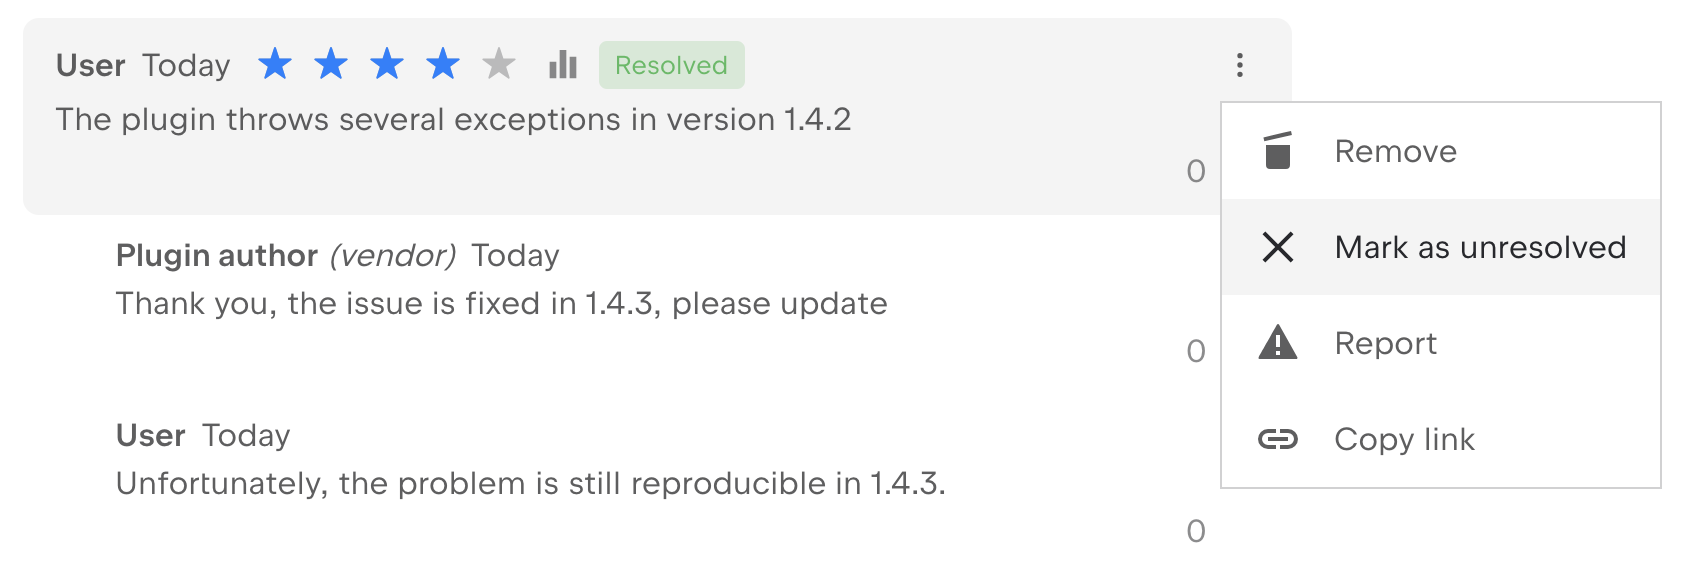 User Today Resolved
The plugin throws several exceptions in version 1.4.2
0
Plugin author (vendor) Today
Thank you, the issue is fixed in 1.4.3, please update
0
User Today
Unfortunately, the problem is still reproducible in 1.4.3.
0
Remove
Mark as unresolved
Report
Copy link